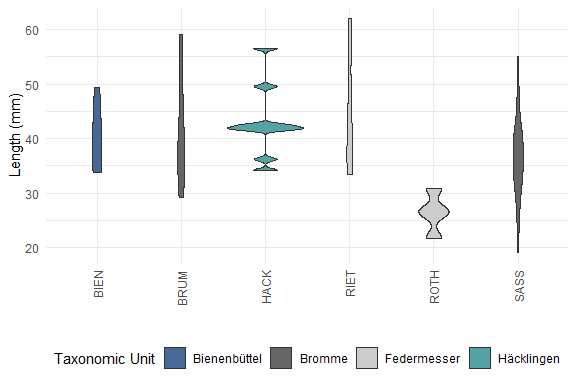 Length (mm)
60
50
40
30
20
BIEN
BRUM
HACK
RIET
ROTH
SASS
Taxonomic Unit
Bienenbüttel
Bromme
Federmesser
Häcklingen